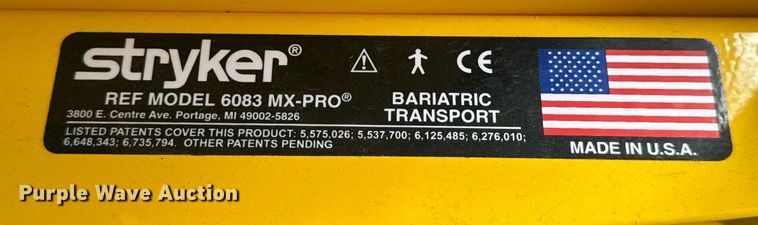 stryker®
CE
REF MODEL 6083 MX-PRO®
BARIATRIC
TRANSPORT
3800 E. Centre Ave. Portage, MI 49002-5826
LISTED PATENTS COVER THIS PRODUCT: 5,575,026; 5,537,700; 6,125,485; 6,276,010;
6,648,343; 6,735,794. OTHER PATENTS PENDING
MADE IN U.S.A.
Purple Wave Auction